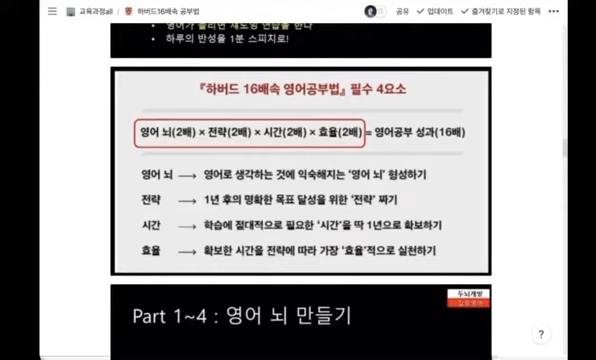 교육과정all / 하버드16배속 공부법
공유 업데이트 즐겨찾기로 지정된 항목
• 하루의 반성을 1분 스피치로!
『하버드 16배속 영어공부법』 필수 4요소
영어 뇌(2배) × 전략(2배) × 시간(2배) × 효율(2배) = 영어공부 성과(16배)
영어 뇌 → 영어로 생각하는 것에 익숙해지는 ‘영어 뇌’ 형성하기
전략 → 1년 후의 명확한 목표 달성을 위한 ‘전략’ 짜기
시간 → 학습에 절대적으로 필요한 ‘시간’을 딱 1년으로 확보하기
효율 → 확보한 시간을 전략에 따라 가장 ‘효율’적으로 실천하기
두뇌개발
집중영어
Part 1~4 : 영어 뇌 만들기
?